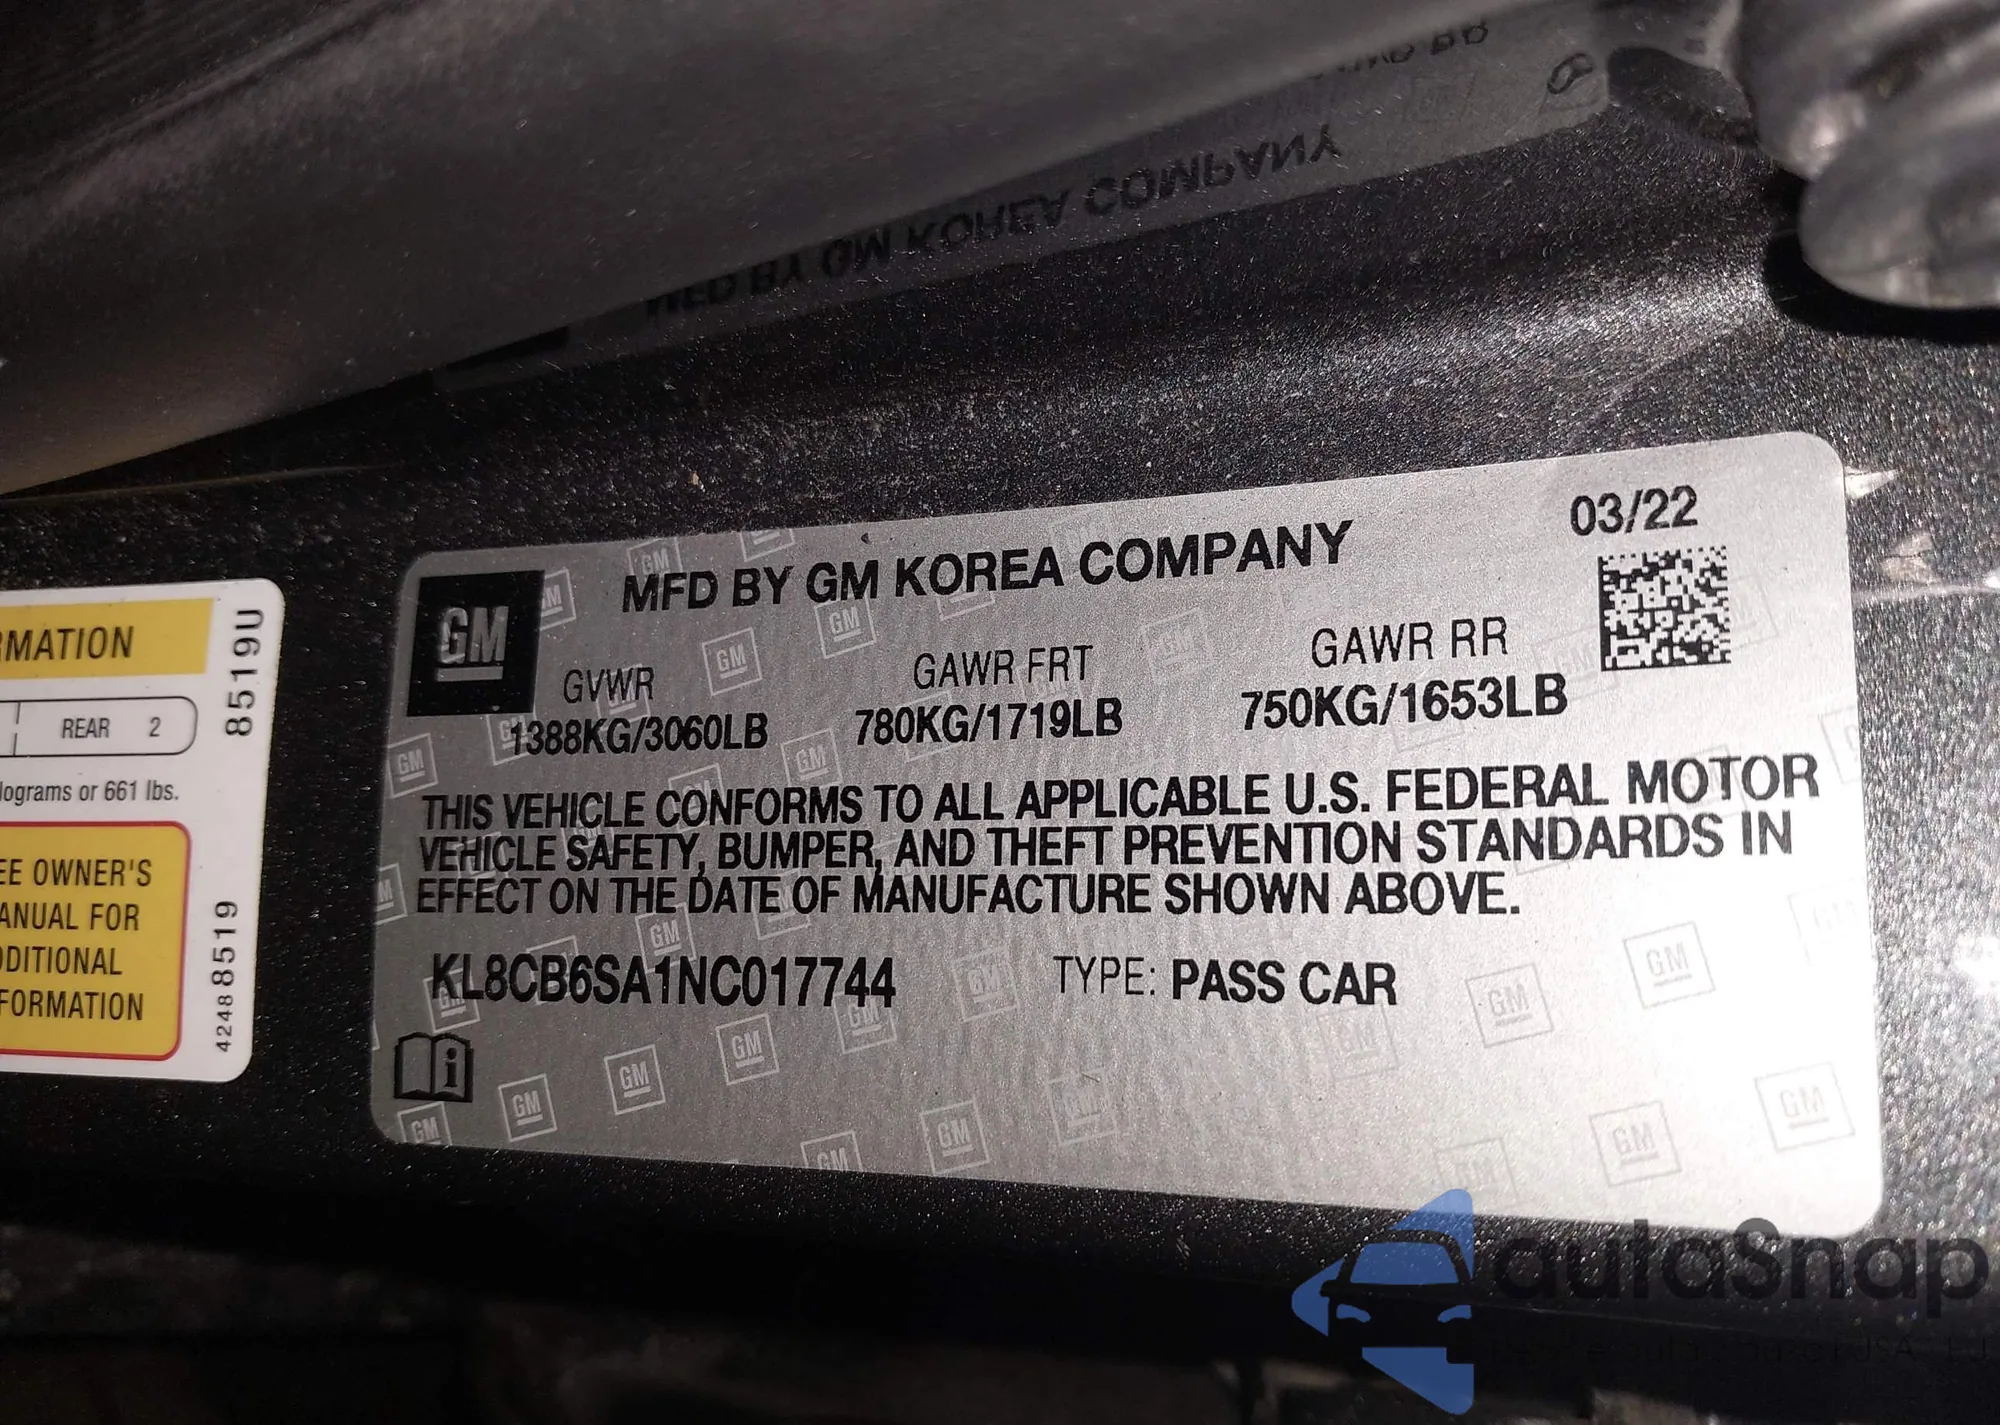 MFD BY GM KOREA COMPANY
03/22
GM
GVWR
GAWR FRT
GAWR RR
1388KG/3060LB
780KG/1719LB
750KG/1653LB
THIS VEHICLE CONFORMS TO ALL APPLICABLE U.S. FEDERAL MOTOR
VEHICLE SAFETY, BUMPER, AND THEFT PREVENTION STANDARDS IN
EFFECT ON THE DATE OF MANUFACTURE SHOWN ABOVE.
KL8CB6SA1NC017744
TYPE: PASS CAR
RMATION
REAR 2
lograms or 661 lbs.
EE OWNER'S
ANUAL FOR
DDITIONAL
FORMATION
8519U
42488519
autaSnap